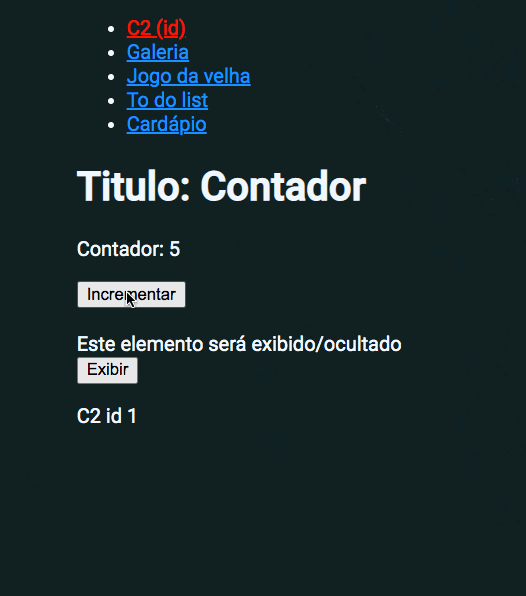 C2 (id)
Galeria
Jogo da velha
To do list
Cardápio
Titulo: Contador
Contador: 5
Incrementar
Este elemento será exibido/ocultado
Exibir
C2 id 1